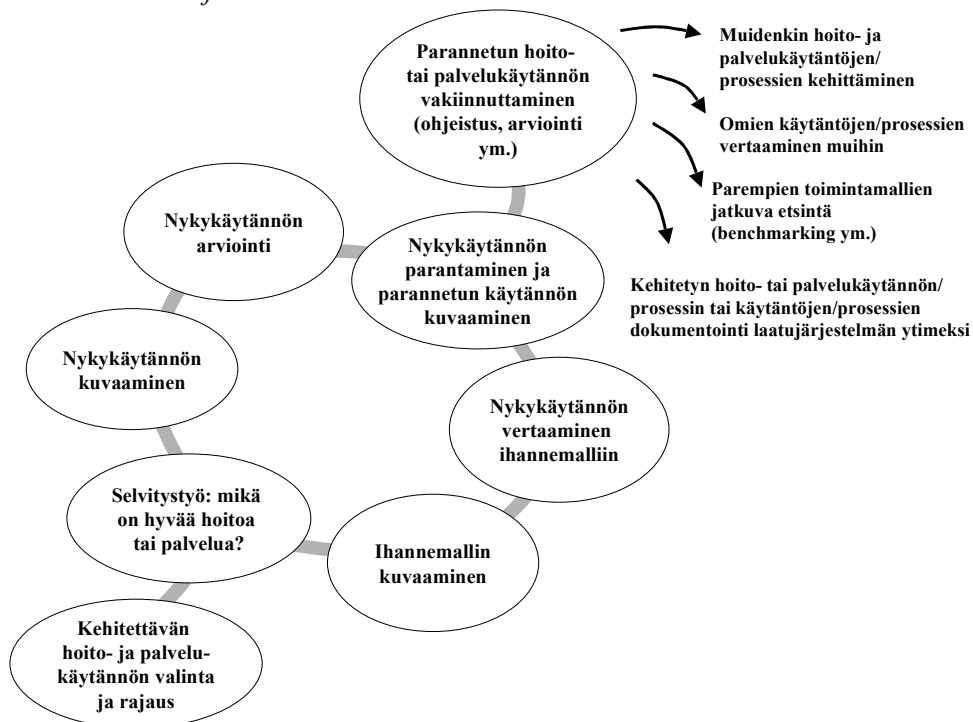 Parannetun hoito-
tai palvelukäytännön
vakiinnuttaminen
(ohjeistus, arviointi
ym.)
Muidenkin hoito- ja
palvelukäytäntöjen/
prosessien kehittäminen
Omien käytäntöjen/prosessien
vertaaminen muihin
Parempien toimintamallien
jatkuva etsintä
(benchmarking ym.)
Kehitetyn hoito- tai palvelukäytännön/
prosessin tai käytäntöjen/prosessien
dokumentointi laatujärjestelmän ytimeksi
Nykykäytännön
arviointi
Nykykäytännön
parantaminen ja
parannetun käytännön
kuvaaminen
Nykykäytännön
kuvaaminen
Nykykäytännön
vertaaminen
ihannemalliin
Selvitystyö: mikä
on hyvää hoitoa
tai palvelua?
Ihannemallin
kuvaaminen
Kehitettävän
hoito- ja palvelu-
käytännön valinta
ja rajaus